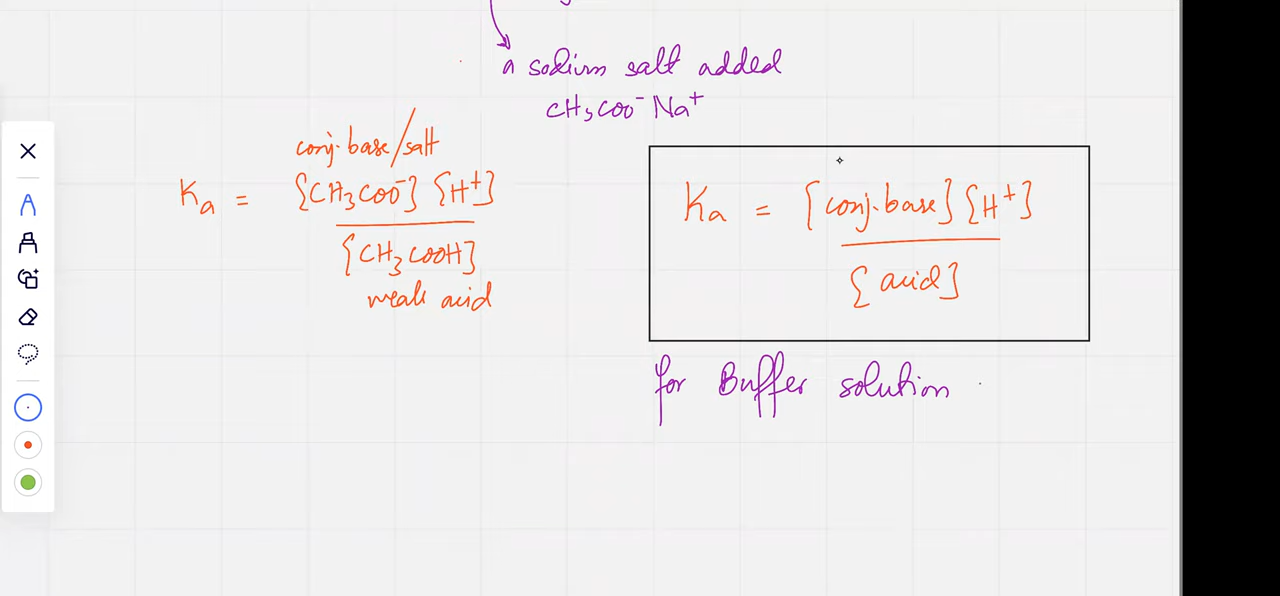 a sodium salt added
CH3COO⁻ Na⁺
conj. base/salt
Ka = [CH3COO⁻] [H⁺]
[CH3COOH]
weak acid
Ka = [conj. base] [H⁺]
[acid]
for Buffer solution